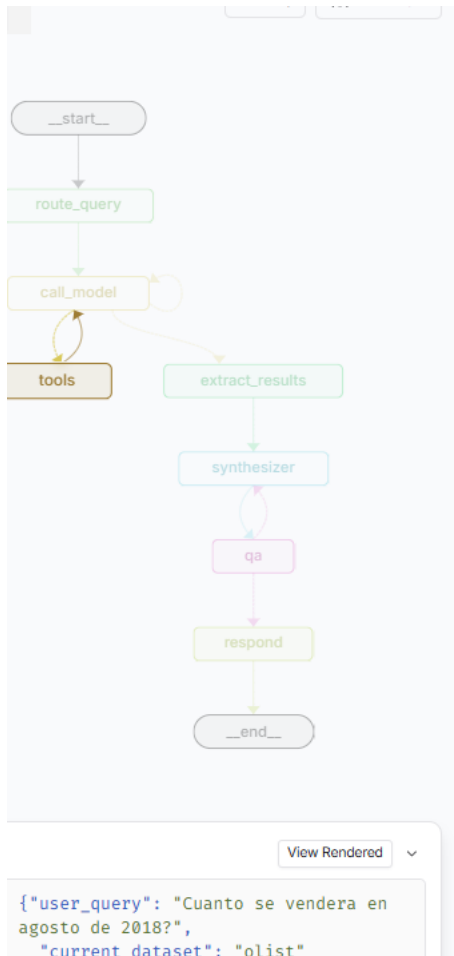 __start__
route_query
call_model
tools
extract_results
synthesizer
qa
respond
__end__
View Rendered
{"user_query": "Cuanto se vendera en
agosto de 2018?",
"current_dataset": "olist"